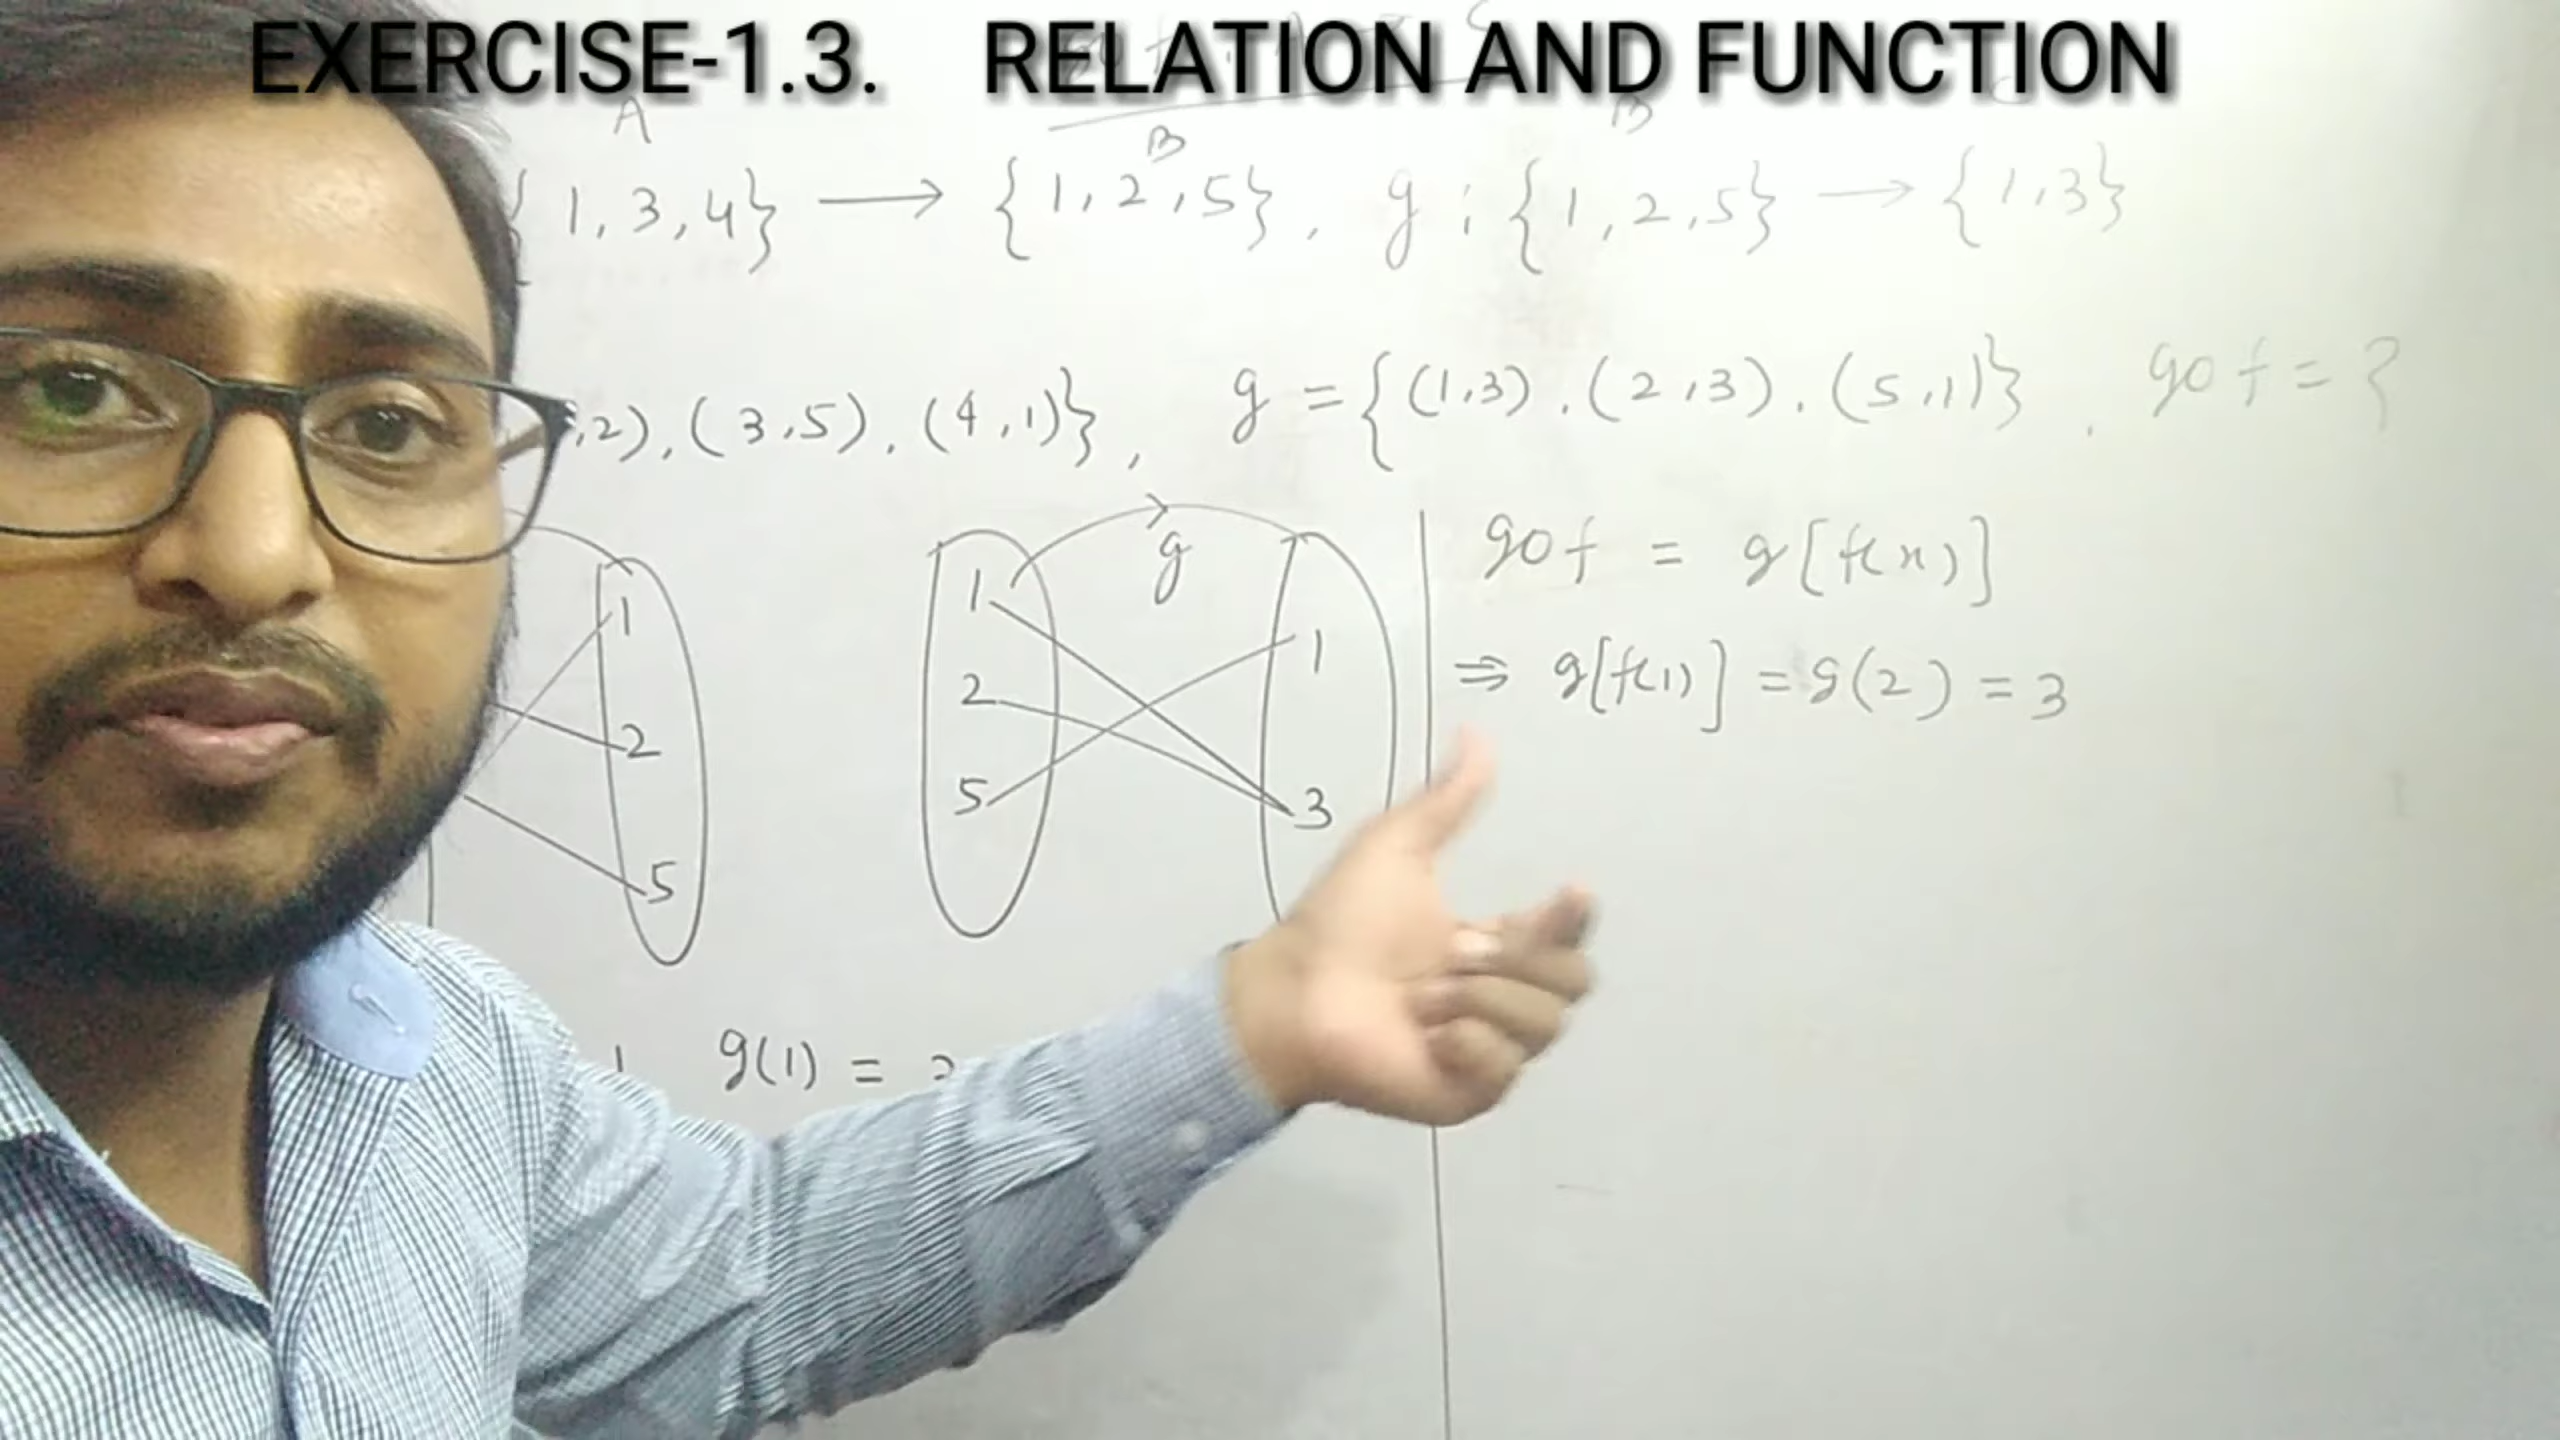 EXERCISE-1.3. RELATION AND FUNCTION
A B B
{1,3,4} → {1,2,5}, g : {1,2,5} → {1,3}
,2),(3,5),(4,1)}, g = {(1,3),(2,3),(5,1)}. gof = ?
g
1 2 5
1 2 5
1 3
gof = g[f(x)]
⇒ g[f(1)] = g(2) = 3
g(1) =